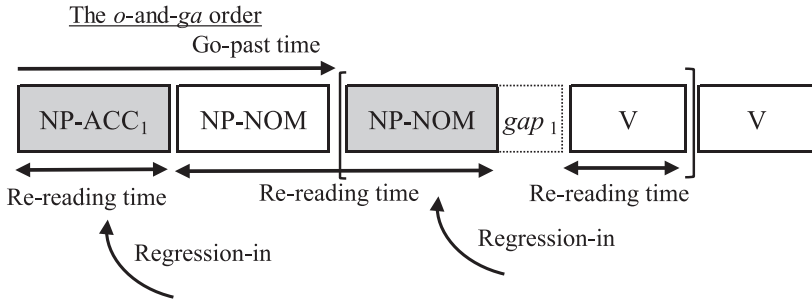 The o-and-ga order
Go-past time
NP-ACC₁ NP-NOM NP-NOM gap ₁ V V
Re-reading time Re-reading time Re-reading time
Regression-in Regression-in